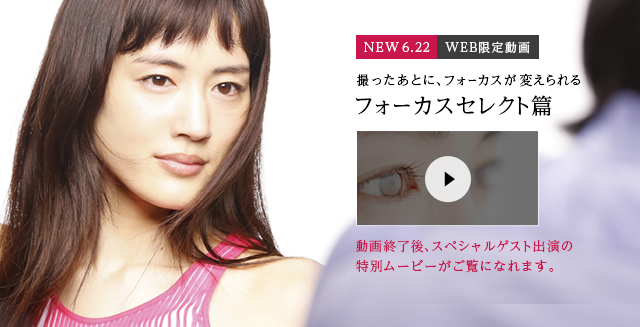 NEW 6.22 WEB限定動画
撮ったあとに、フォーカスが変えられる
フォーカスセレクト篇
動画終了後、スペシャルゲスト出演の
特別ムービーがご覧になれます。